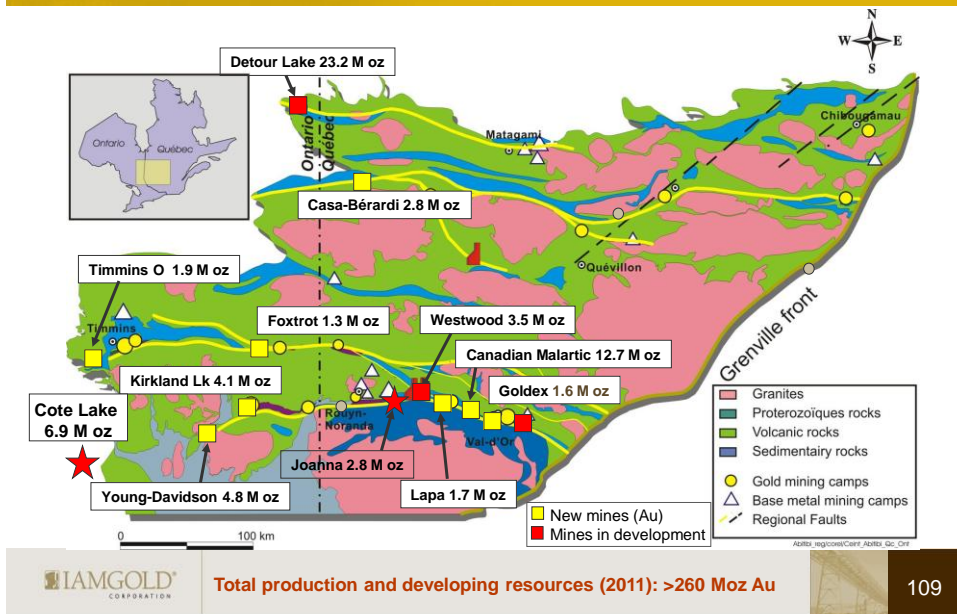 N
W E
S
Detour Lake 23.2 M oz
Ontario
Québec
Ontario
Québec
Matagami
Chibougamau
Casa-Bérardi 2.8 M oz
Quévillon
Timmins O 1.9 M oz
Timmins
Foxtrot 1.3 M oz
Westwood 3.5 M oz
Canadian Malartic 12.7 M oz
Grenville front
Kirkland Lk 4.1 M oz
Goldex 1.6 M oz
Cote Lake
6.9 M oz
Rouyn-
Noranda
Val-d'Or
Joanna 2.8 M oz
Young-Davidson 4.8 M oz
Lapa 1.7 M oz
Granites
Proterozoïques rocks
Volcanic rocks
Sedimentairy rocks
Gold mining camps
Base metal mining camps
Regional Faults
New mines (Au)
Mines in development
0 100 km
Abitibi_reg/corel/Ceint_Abitibi_Qc_Ont
IAMGOLD®
CORPORATION
Total production and developing resources (2011): >260 Moz Au
109